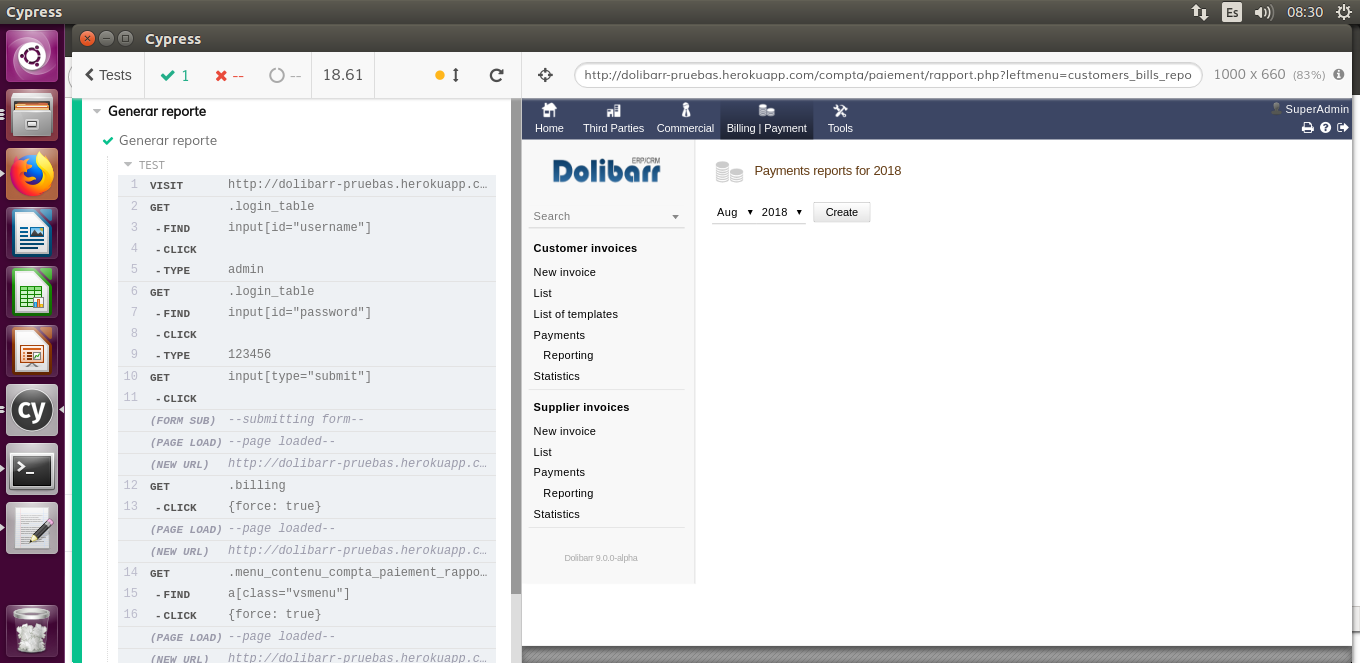 Cypress
Es
08:30
Cypress
Tests
1
--
--
18.61
http://dolibarr-pruebas.herokuapp.com/compta/paiement/rapport.php?leftmenu=customers_bills_repo
1000 x 660 (83%)
Generar reporte
Generar reporte
TEST
1 VISIT http://dolibarr-pruebas.herokuapp.c…
2 GET .login_table
3 - FIND input[id="username"]
4 - CLICK
5 - TYPE admin
6 GET .login_table
7 - FIND input[id="password"]
8 - CLICK
9 - TYPE 123456
10 GET input[type="submit"]
11 - CLICK
(FORM SUB) --submitting form--
(PAGE LOAD) --page loaded--
(NEW URL) http://dolibarr-pruebas.herokuapp.c…
12 GET .billing
13 - CLICK {force: true}
(PAGE LOAD) --page loaded--
(NEW URL) http://dolibarr-pruebas.herokuapp.c…
14 GET .menu_contenu_compta_paiement_rappo…
15 - FIND a[class="vsmenu"]
16 - CLICK {force: true}
(PAGE LOAD) --page loaded--
(NEW URL) http://dolibarr-pruebas.herokuapp.c…
cy
Home
Third Parties
Commercial
Billing | Payment
Tools
SuperAdmin
Dolibarr ERP/CRM
Search
Customer invoices
New invoice
List
List of templates
Payments
Reporting
Statistics
Supplier invoices
New invoice
List
Payments
Reporting
Statistics
Dolibarr 9.0.0-alpha
Payments reports for 2018
Aug 2018 Create